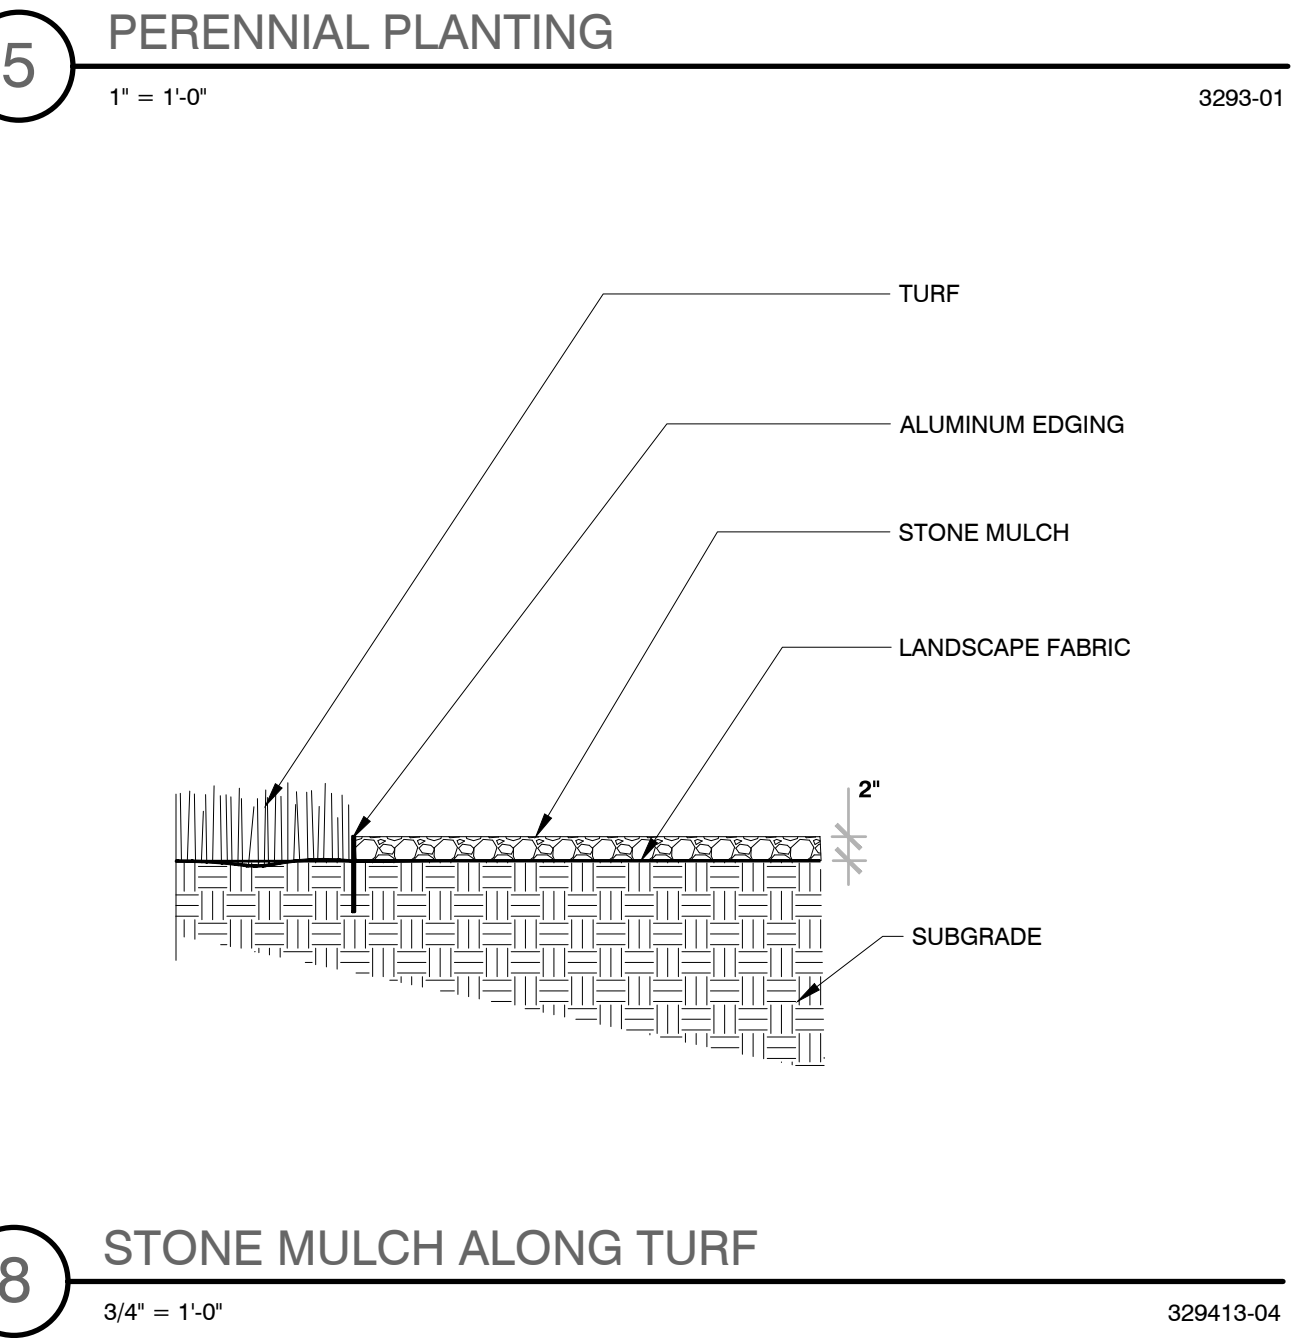 5
PERENNIAL PLANTING
1" = 1'-0"
3293-01
TURF
ALUMINUM EDGING
STONE MULCH
LANDSCAPE FABRIC
2"
SUBGRADE
8
STONE MULCH ALONG TURF
3/4" = 1'-0"
329413-04